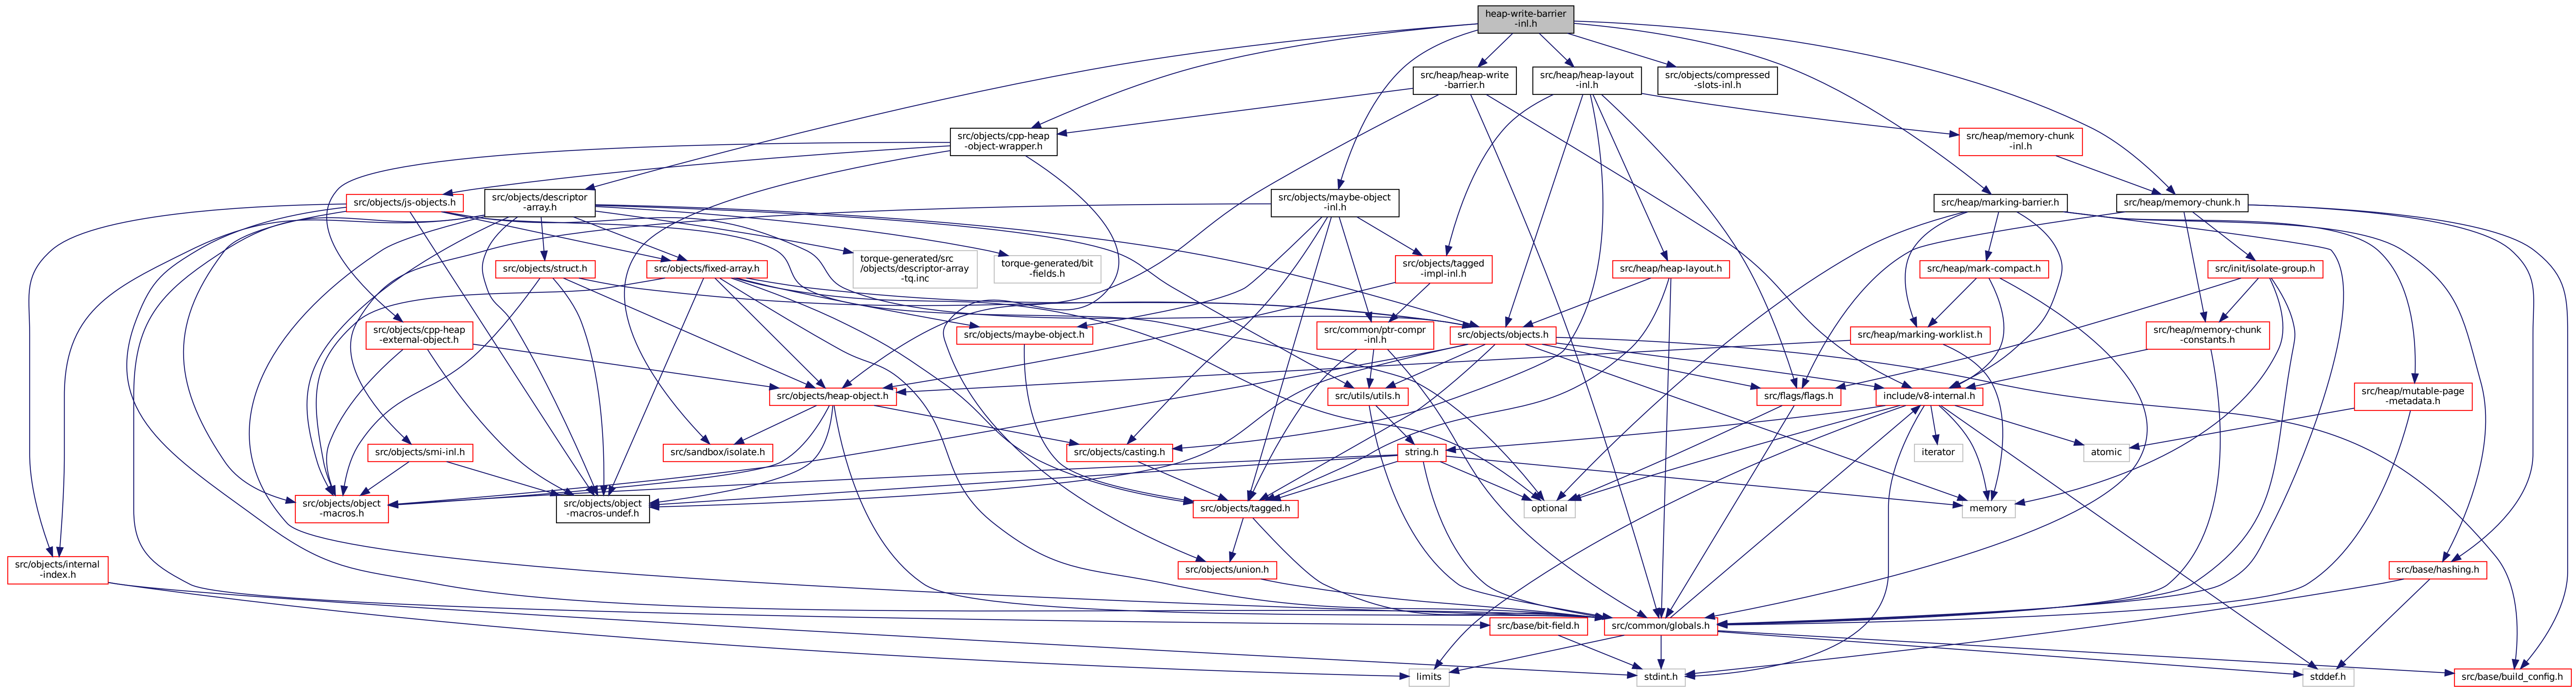 heap-write-barrier
-inl.h
src/heap/heap-write
-barrier.h
src/heap/heap-layout
-inl.h
src/objects/compressed
-slots-inl.h
src/objects/cpp-heap
-object-wrapper.h
src/heap/memory-chunk
-inl.h
src/objects/js-objects.h
src/objects/descriptor
-array.h
src/objects/maybe-object
-inl.h
src/heap/marking-barrier.h
src/heap/memory-chunk.h
src/objects/struct.h
src/objects/fixed-array.h
torque-generated/src
/objects/descriptor-array
-tq.inc
torque-generated/bit
-fields.h
src/objects/tagged
-impl-inl.h
src/heap/heap-layout.h
src/heap/mark-compact.h
src/init/isolate-group.h
src/objects/cpp-heap
-external-object.h
src/objects/maybe-object.h
src/common/ptr-compr
-inl.h
src/objects/objects.h
src/heap/marking-worklist.h
src/heap/memory-chunk
-constants.h
src/objects/heap-object.h
src/utils/utils.h
src/flags/flags.h
include/v8-internal.h
src/heap/mutable-page
-metadata.h
src/objects/smi-inl.h
src/sandbox/isolate.h
src/objects/casting.h
string.h
iterator
atomic
src/objects/object
-macros.h
src/objects/object
-macros-undef.h
src/objects/tagged.h
optional
memory
src/objects/internal
-index.h
src/objects/union.h
src/base/hashing.h
src/base/bit-field.h
src/common/globals.h
limits
stdint.h
stddef.h
src/base/build_config.h